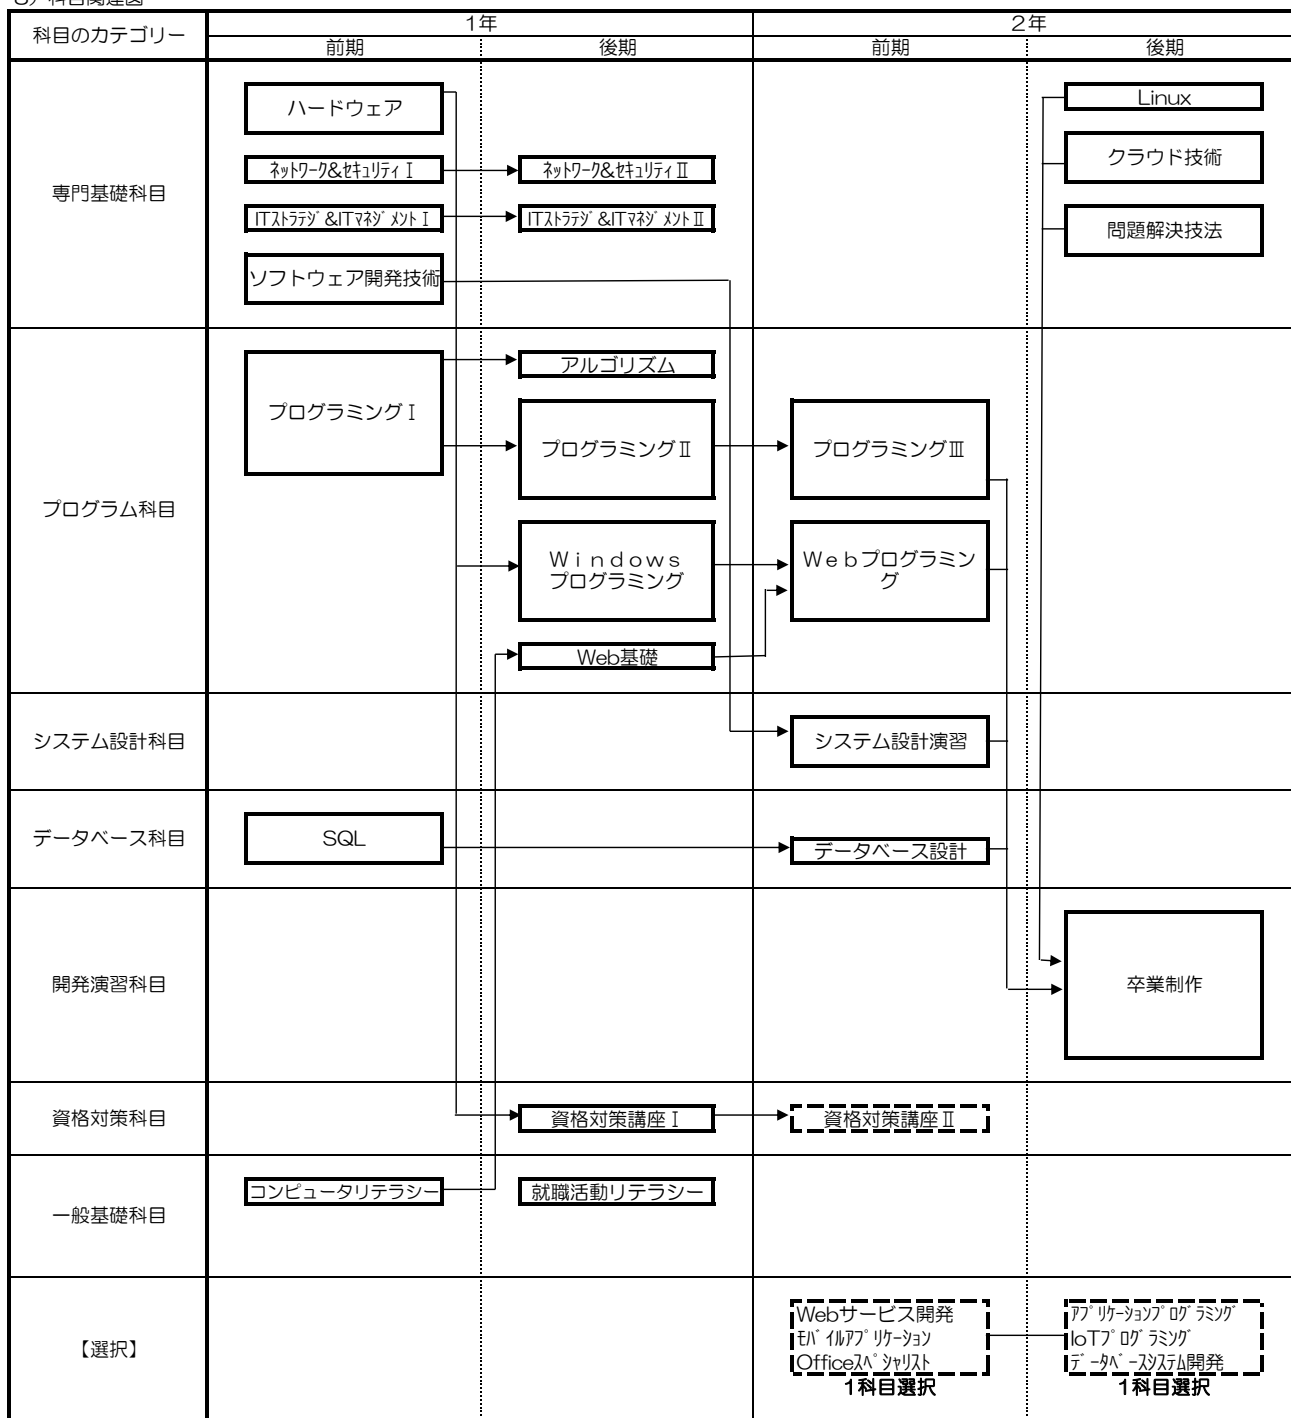 科目のカテゴリー
1年
2年
前期
後期
前期
後期
専門基礎科目
ハードウェア
Linux
クラウド技術
ﾈｯﾄﾜｰｸ&ｾｷｭﾘﾃｨⅠ
ﾈｯﾄﾜｰｸ&ｾｷｭﾘﾃｨⅡ
ITｽﾄﾗﾃｼﾞ&ITﾏﾈｼﾞﾒﾝﾄⅠ
ITｽﾄﾗﾃｼﾞ&ITﾏﾈｼﾞﾒﾝﾄⅡ
問題解決技法
ソフトウェア開発技術
プログラム科目
プログラミングⅠ
アルゴリズム
プログラミングⅡ
プログラミングⅢ
Ｗｉｎｄｏｗｓ
プログラミング
Ｗｅｂプログラミン
グ
Web基礎
システム設計科目
システム設計演習
データベース科目
SQL
データベース設計
開発演習科目
卒業制作
資格対策科目
資格対策講座Ⅰ
資格対策講座Ⅱ
一般基礎科目
コンピュータリテラシー
就職活動リテラシー
【選択】
Webサービス開発
ﾓﾊﾞｲﾙｱﾌﾟﾘｹｰｼｮﾝ
Officeｽﾍﾟｼｬﾘｽﾄ
1科目選択
ｱﾌﾟﾘｹｰｼｮﾝﾌﾟﾛｸﾞﾗﾐﾝｸﾞ
IoTﾌﾟﾛｸﾞﾗﾐﾝｸﾞ
ﾃﾞｰﾀﾍﾞｰｽｼｽﾃﾑ開発
1科目選択